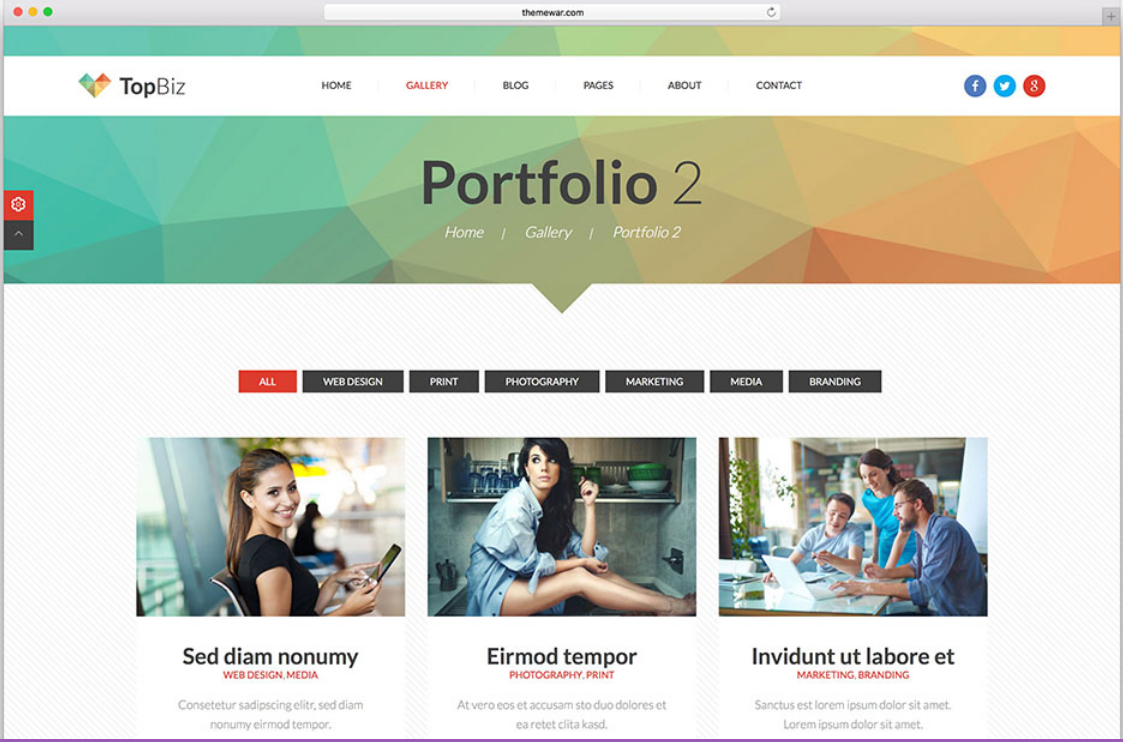 themewar.com
TopBiz
HOME GALLERY BLOG PAGES ABOUT CONTACT
Portfolio 2
Home | Gallery | Portfolio 2
ALL WEB DESIGN PRINT PHOTOGRAPHY MARKETING MEDIA BRANDING
Sed diam nonumy
WEB DESIGN, MEDIA
Consetetur sadipscing elitr, sed diam
nonumy eirmod tempor.
Eirmod tempor
PHOTOGRAPHY, PRINT
At vero eos et accusam sto duo dolores et
ea retet clita kasd.
Invidunt ut labore et
MARKETING, BRANDING
Sanctus est lorem ipsum dolor sit amet.
Lorem ipsum dolor sit amet.